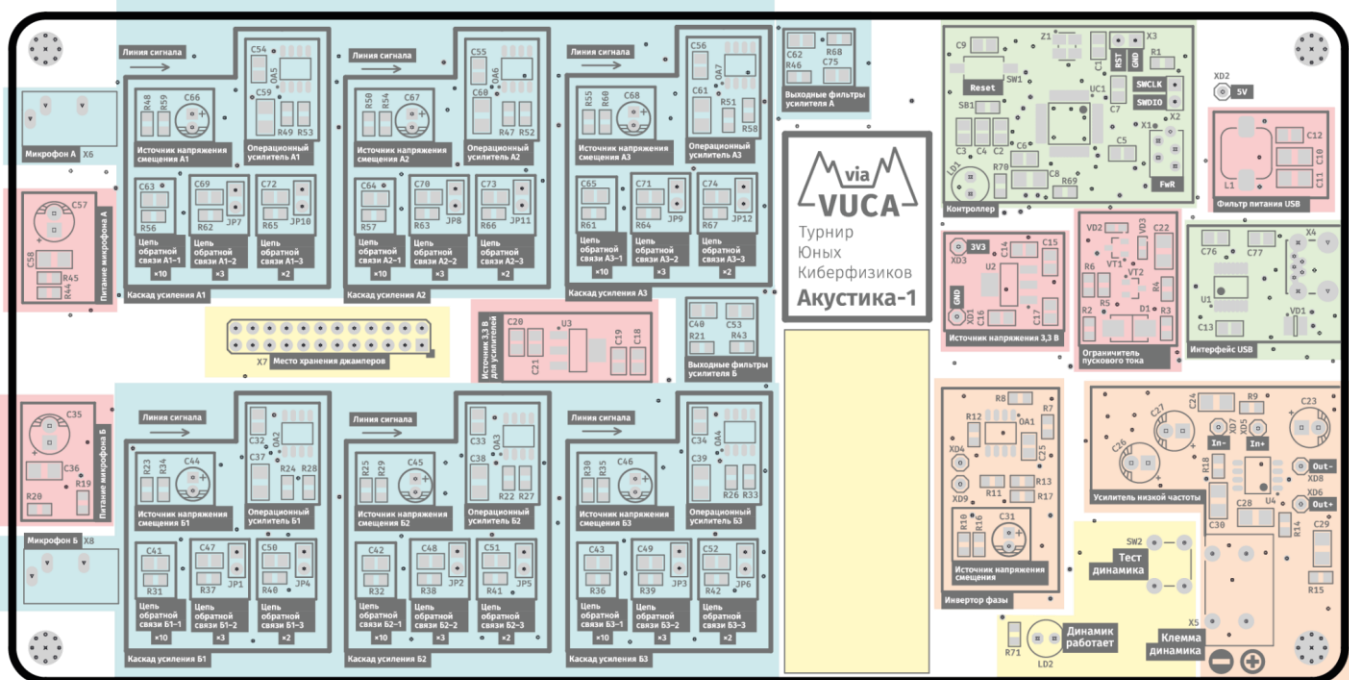 Линия сигнала
C54
OA5
C59
R48
R59
C66
R49
R53
Источник напряжения
смещения А1
Операционный
усилитель А1
C63
R56
C69
R62
JP7
C72
R65
JP10
Цепь
обратной
связи А1-1
×10
Цепь
обратной
связи А1-2
×3
Цепь
обратной
связи А1-3
×2
Каскад усиления А1
Линия сигнала
C55
OA6
C60
R50
R54
C67
R47
R52
Источник напряжения
смещения А2
Операционный
усилитель А2
C64
R57
C70
R63
JP8
C73
R66
JP11
Цепь
обратной
связи А2-1
×10
Цепь
обратной
связи А2-2
×3
Цепь
обратной
связи А2-3
×2
Каскад усиления А2
Линия сигнала
C56
OA7
C61
R55
R60
C68
R51
R58
Источник напряжения
смещения А3
Операционный
усилитель А3
C65
R61
C71
R64
JP9
C74
R67
JP12
Цепь
обратной
связи А3-1
×10
Цепь
обратной
связи А3-2
×3
Цепь
обратной
связи А3-3
×2
Каскад усиления А3
C62
R68
R46
C75
Выходные фильтры
усилителя А
Микрофон А X6
C57
C58
R45
R44
Питание микрофона А
via
VUCA
Турнир
Юных
Киберфизиков
Акустика-1
C9
Z1
C1
RST
GND
X3
R1
SW1
Reset
UC1
C7
SWCLK
SWDIO
SB1
X1
X2
C3
C4
C2
C6
C5
LD1
R70
C8
R69
FWR
Контроллер
XD2
5V
C12
C10
C11
L1
Фильтр питания USB
3V3
XD3
C14
C15
U2
GND
XD1
C16
C17
Источник напряжения 3,3 В
VD2
VD3
C22
VT1
VT2
R6
R5
R4
R2
D1
R3
Ограничитель
пускового тока
C76
C77
X4
U1
C13
VD1
Интерфейс USB
X7
Место хранения джамперов
Источник 3,3 В
для усилителей
C20
C21
U3
C19
C18
C40
C53
R21
R43
Выходные фильтры
усилителя Б
C35
C36
R20
R19
Питание микрофона Б
Микрофон Б X8
Линия сигнала
C32
OA2
C37
R23
R34
C44
R24
R28
Источник напряжения
смещения Б1
Операционный
усилитель Б1
C41
R31
C47
R37
JP1
C50
R40
JP4
Цепь
обратной
связи Б1-1
×10
Цепь
обратной
связи Б1-2
×3
Цепь
обратной
связи Б1-3
×2
Каскад усиления Б1
Линия сигнала
C33
OA3
C38
R25
R29
C45
R22
R27
Источник напряжения
смещения Б2
Операционный
усилитель Б2
C42
R32
C48
R38
JP2
C51
R41
JP5
Цепь
обратной
связи Б2-1
×10
Цепь
обратной
связи Б2-2
×3
Цепь
обратной
связи Б2-3
×2
Каскад усиления Б2
Линия сигнала
C34
OA4
C39
R30
R35
C46
R26
R33
Источник напряжения
смещения Б3
Операционный
усилитель Б3
C43
R36
C49
R39
JP3
C52
R42
JP6
Цепь
обратной
связи Б3-1
×10
Цепь
обратной
связи Б3-2
×3
Цепь
обратной
связи Б3-3
×2
Каскад усиления Б3
R8
R12
OA1
R7
C25
XD4
XD9
R11
R13
R17
R10
R16
C31
Источник напряжения
смещения
Инвертор фазы
C24
R9
C23
C27
C26
XD7
XD5
In-
In+
R18
Out-
XD8
XD6
Out+
U4
Усилитель низкой частоты
C30
C28
R14
C29
R15
SW2
Тест
динамика
X5
Клемма
динамика
R71
LD2
Динамик
работает